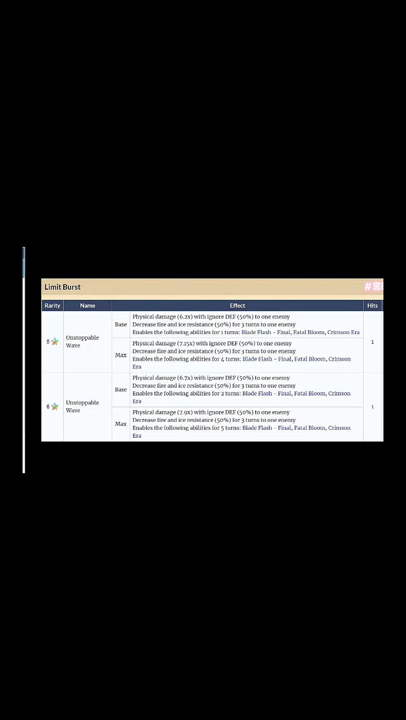 Limit Burst
Rarity Name Effect Hits
6 Unstoppable Wave 1
Base
Physical damage (6.2x) with ignore DEF (50%) to one enemy
Decrease fire and ice resistance (50%) for 3 turns to one enemy
Enables the following abilities for 1 turns: Blade Flash - Final, Fatal Bloom, Crimson Era
Max
Physical damage (7.15x) with ignore DEF (50%) to one enemy
Decrease fire and ice resistance (50%) for 3 turns to one enemy
Enables the following abilities for 4 turns: Blade Flash - Final, Fatal Bloom, Crimson
Era
6 Unstoppable Wave 1
Base
Physical damage (6.7x) with ignore DEF (50%) to one enemy
Decrease fire and ice resistance (50%) for 3 turns to one enemy
Enables the following abilities for 2 turns: Blade Flash - Final, Fatal Bloom, Crimson
Era
Max
Physical damage (7.9x) with ignore DEF (50%) to one enemy
Decrease fire and ice resistance (50%) for 3 turns to one enemy
Enables the following abilities for 5 turns: Blade Flash - Final, Fatal Bloom, Crimson
Era